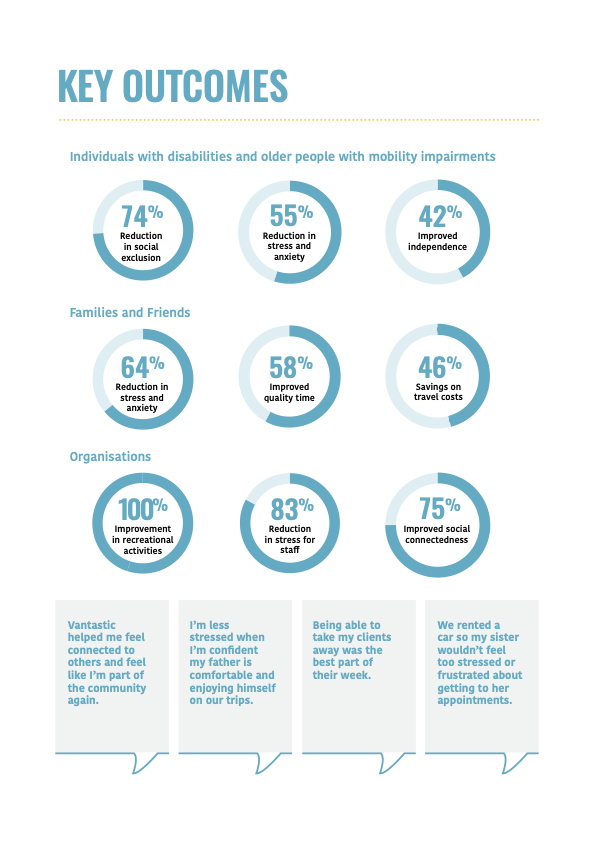 KEY OUTCOMES
Individuals with disabilities and older people with mobility impairments
74%
Reduction
in social
exclusion
55%
Reduction in
stress and
anxiety
42%
Improved
independence
Families and Friends
64%
Reduction in
stress and
anxiety
58%
Improved
quality time
46%
Savings on
travel costs
Organisations
100%
Improvement
in recreational
activities
83%
Reduction
in stress for
staff
75%
Improved social
connectedness
Vantastic
helped me feel
connected to
others and feel
like I’m part of
the community
again.
I’m less
stressed when
I’m confident
my father is
comfortable and
enjoying himself
on our trips.
Being able to
take my clients
away was the
best part of
their week.
We rented a
car so my sister
wouldn’t feel
too stressed or
frustrated about
getting to her
appointments.